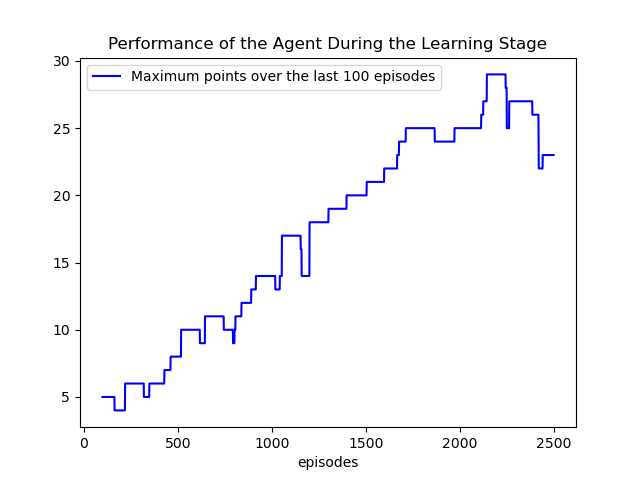 Performance of the Agent During the Learning Stage
Maximum points over the last 100 episodes
30
25
20
15
10
5
0 500 1000 1500 2000 2500
episodes